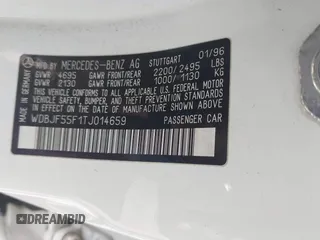 MFD BY MERCEDES-BENZ AG STUTTGART 01/96
GVWR 4695 GAWR FRONT/REAR 2200/2495 LBS
GVWR 2130 GAWR FRONT/REAR 1000/1130 KG
THIS VEHICLE CONFORMS TO ALL APPLICABLE U.S. FEDERAL MOTOR
VEHICLE SAFETY, BUMPER, AND THEFT PREVENTION STANDARDS
IN EFFECT ON THE DATE OF MANUFACTURE SHOWN ABOVE.
WDBJF55F1TJ014659 PASSENGER CAR
MADE IN GERMANY
DREAMBID